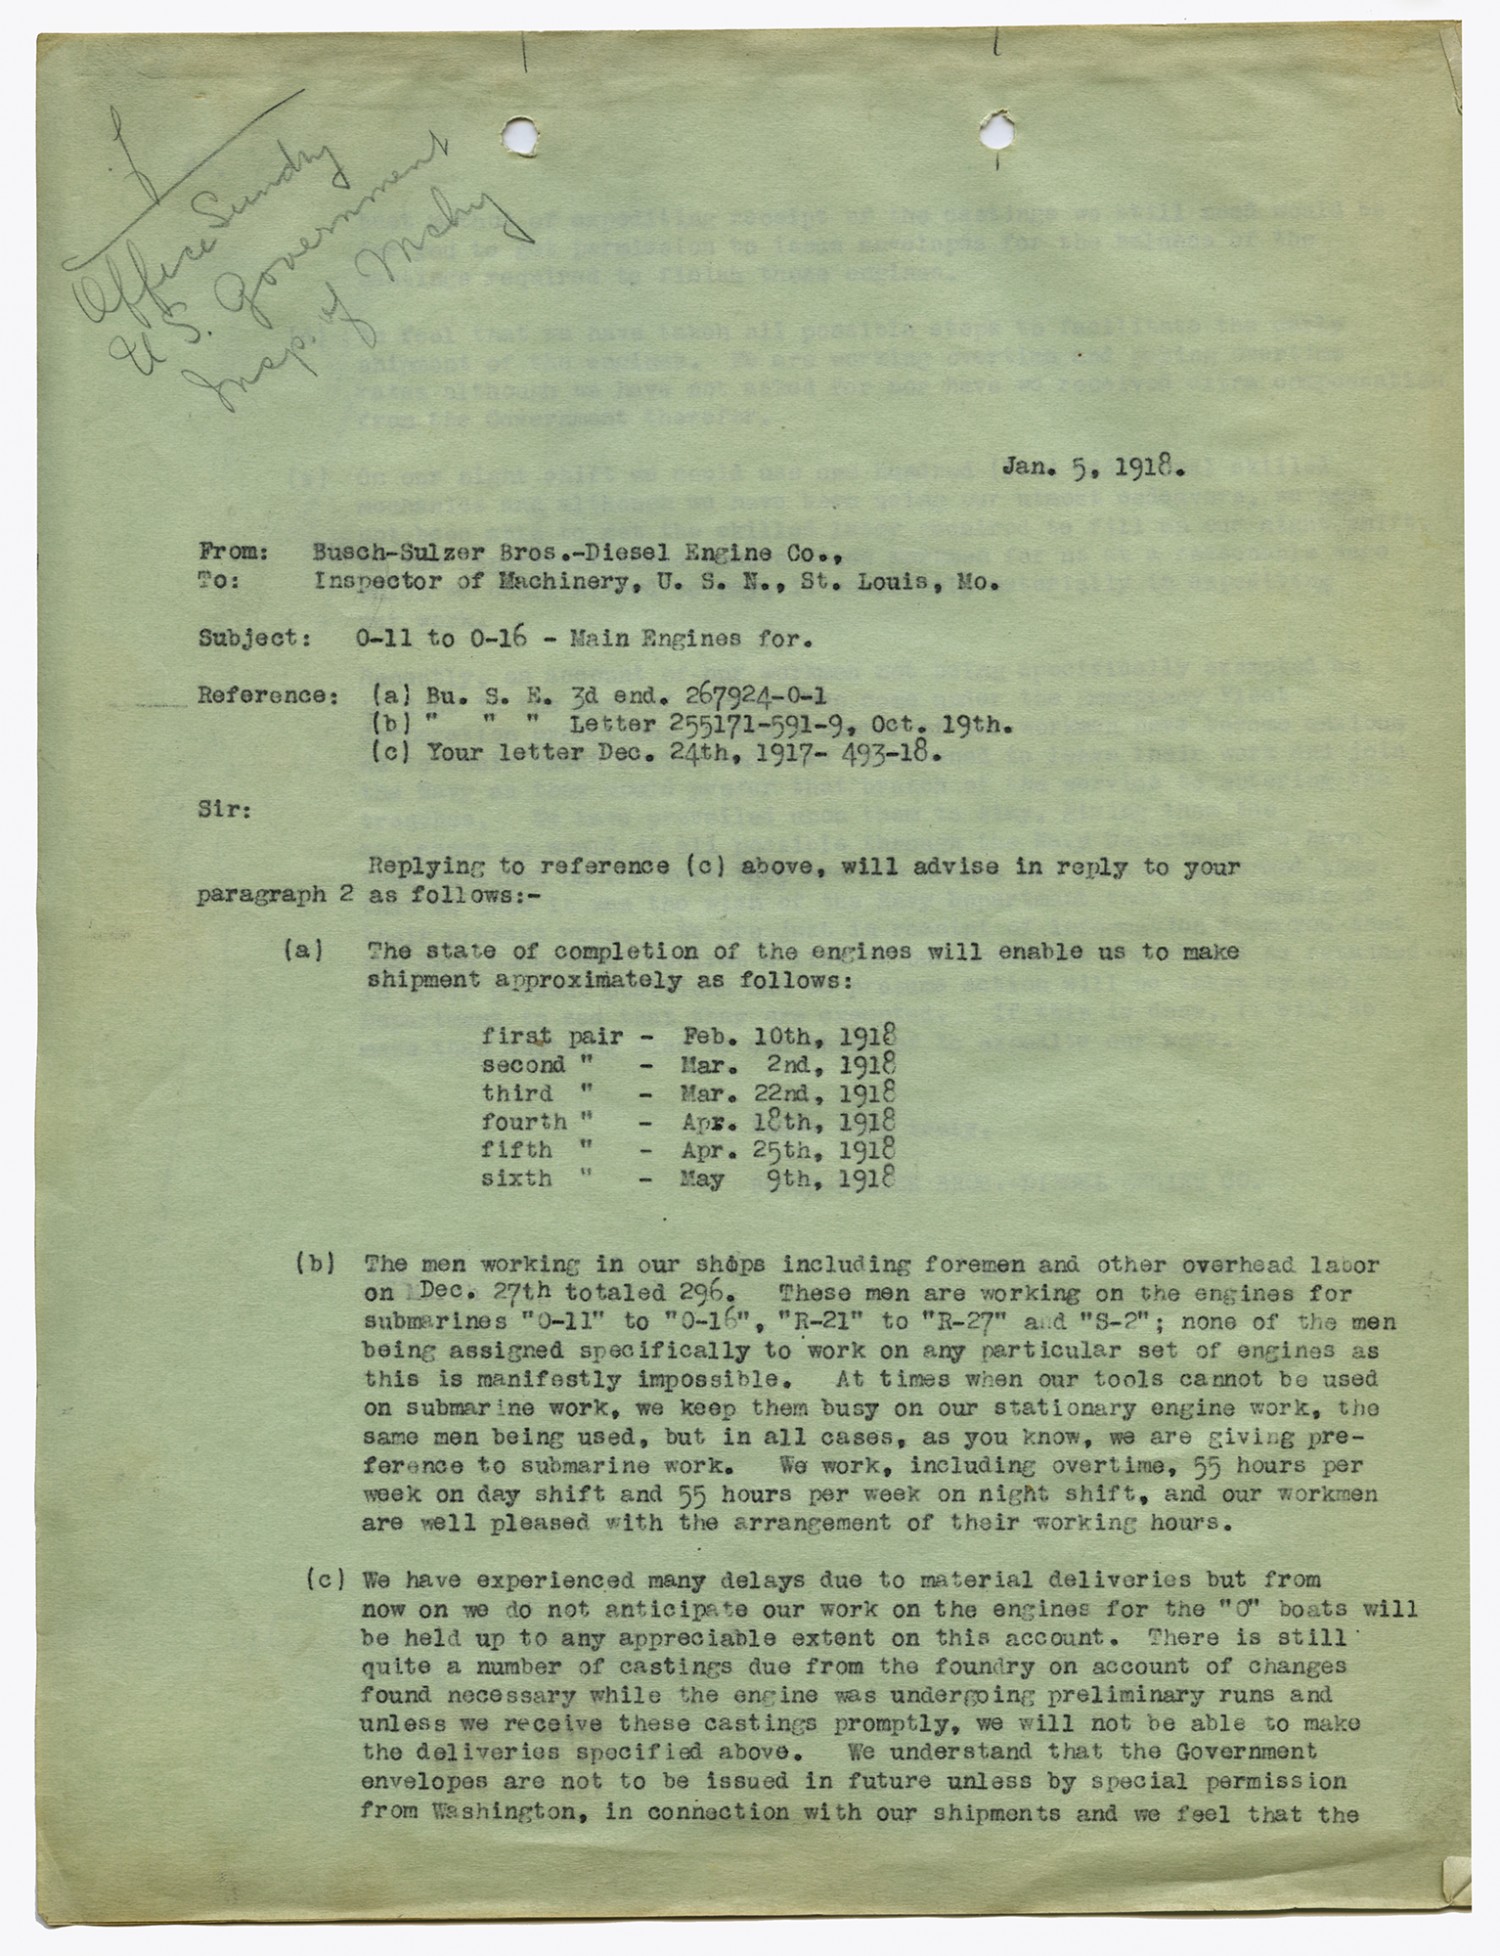 f
Office Sundry
U S. Government
Insp. of Mchy
Jan. 5, 1918.
From: Busch-Sulzer Bros.-Diesel Engine Co.,
To: Inspector of Machinery, U. S. N., St. Louis, Mo.
Subject: O-11 to O-16 - Main Engines for.
Reference: (a) Bu. S. E. 3d end. 267924-O-1
(b) " " " Letter 255171-591-9, Oct. 19th.
(c) Your letter Dec. 24th, 1917- 493-18.
Sir:
Replying to reference (c) above, will advise in reply to your
paragraph 2 as follows:-
(a) The state of completion of the engines will enable us to make
shipment approximately as follows:
first pair - Feb. 10th, 1918
second " - Mar. 2nd, 1918
third " - Mar. 22nd, 1918
fourth " - Apr. 18th, 1918
fifth " - Apr. 25th, 1918
sixth " - May 9th, 1918
(b) The men working in our shops including foremen and other overhead labor
on Dec. 27th totaled 296. These men are working on the engines for
submarines "O-11" to "O-16", "R-21" to "R-27" and "S-2"; none of the men
being assigned specifically to work on any particular set of engines as
this is manifestly impossible. At times when our tools cannot be used
on submarine work, we keep them busy on our stationary engine work, the
same men being used, but in all cases, as you know, we are giving pre-
ference to submarine work. We work, including overtime, 55 hours per
week on day shift and 55 hours per week on night shift, and our workmen
are well pleased with the arrangement of their working hours.
(c) We have experienced many delays due to material deliveries but from
now on we do not anticipate our work on the engines for the "O" boats will
be held up to any appreciable extent on this account. There is still
quite a number of castings due from the foundry on account of changes
found necessary while the engine was undergoing preliminary runs and
unless we receive these castings promptly, we will not be able to make
the deliveries specified above. We understand that the Government
envelopes are not to be issued in future unless by special permission
from Washington, in connection with our shipments and we feel that the